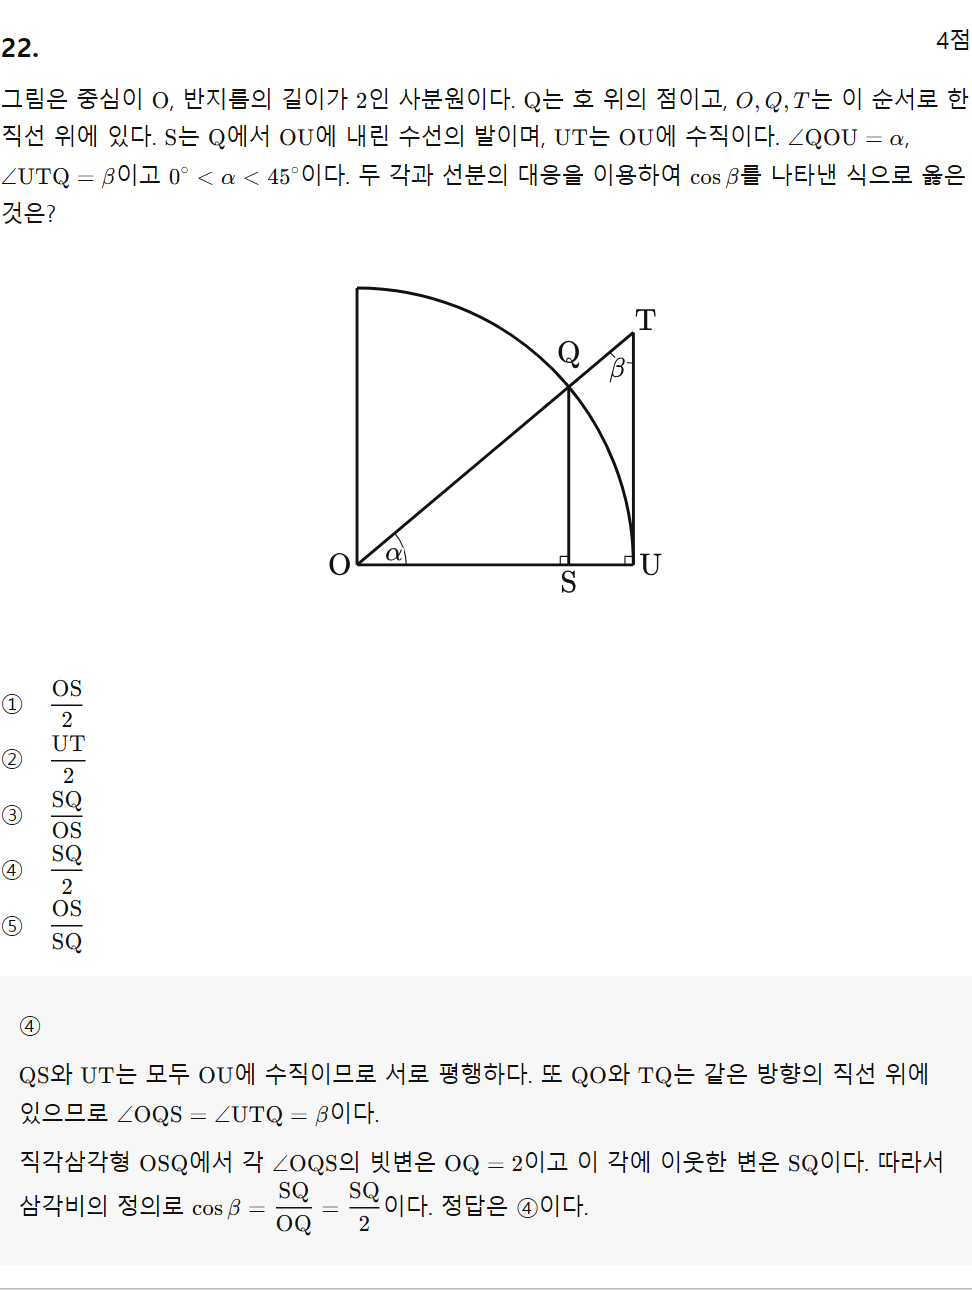 22.
4점
그림은 중심이 O, 반지름의 길이가 2인 사분원이다. Q는 호 위의 점이고, O, Q, T는 이 순서로 한
직선 위에 있다. S는 Q에서 OU에 내린 수선의 발이며, UT는 OU에 수직이다. ∠QOU = α,
∠UTQ = β이고 0° < α < 45°이다. 두 각과 선분의 대응을 이용하여 cos β를 나타낸 식으로 옳은
것은?
T
Q
β
α
O
U
S
① OS/2
② UT/2
③ SQ/OS
④ SQ/2
⑤ OS/SQ
④
QS와 UT는 모두 OU에 수직이므로 서로 평행하다. 또 QO와 TQ는 같은 방향의 직선 위에
있으므로 ∠OQS = ∠UTQ = β이다.
직각삼각형 OSQ에서 각 ∠OQS의 빗변은 OQ = 2이고 이 각에 이웃한 변은 SQ이다. 따라서
삼각비의 정의로 cos β = SQ/OQ = SQ/2이다. 정답은 ④이다.